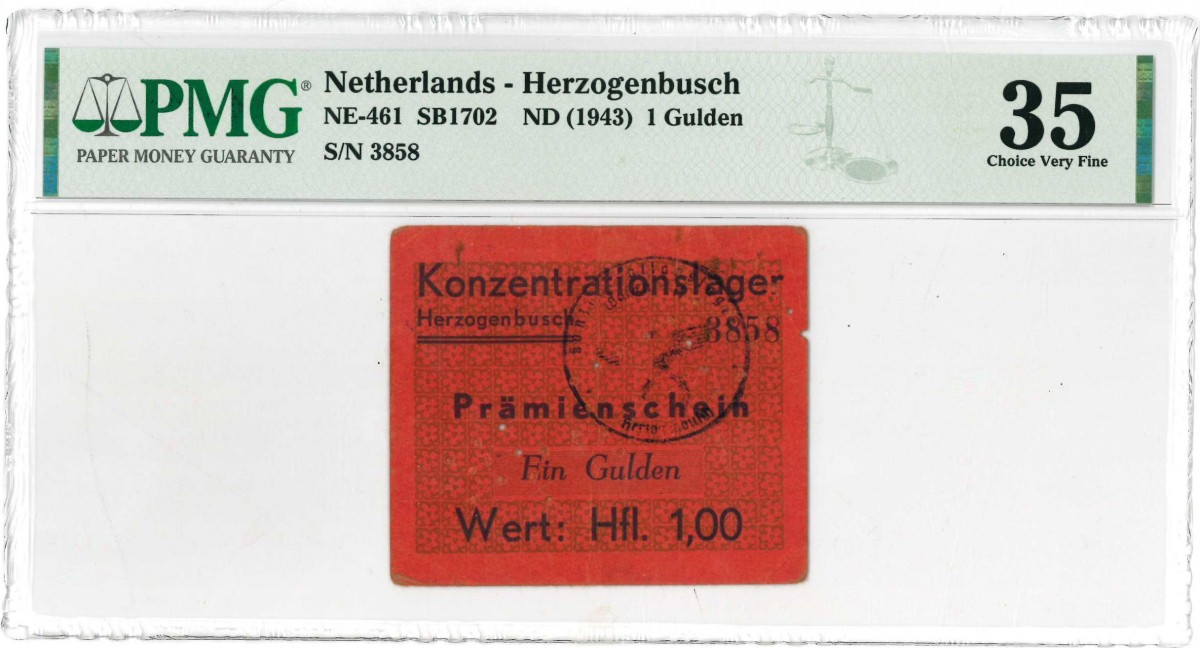 PMG®
PAPER MONEY GUARANTY
Netherlands - Herzogenbusch
NE-461 SB1702 ND (1943) 1 Gulden
S/N 3858
35
Choice Very Fine
Konzentrationslager
Herzogenbusch
3858
Prämienschein
Ein Gulden
Wert: Hfl. 1,00